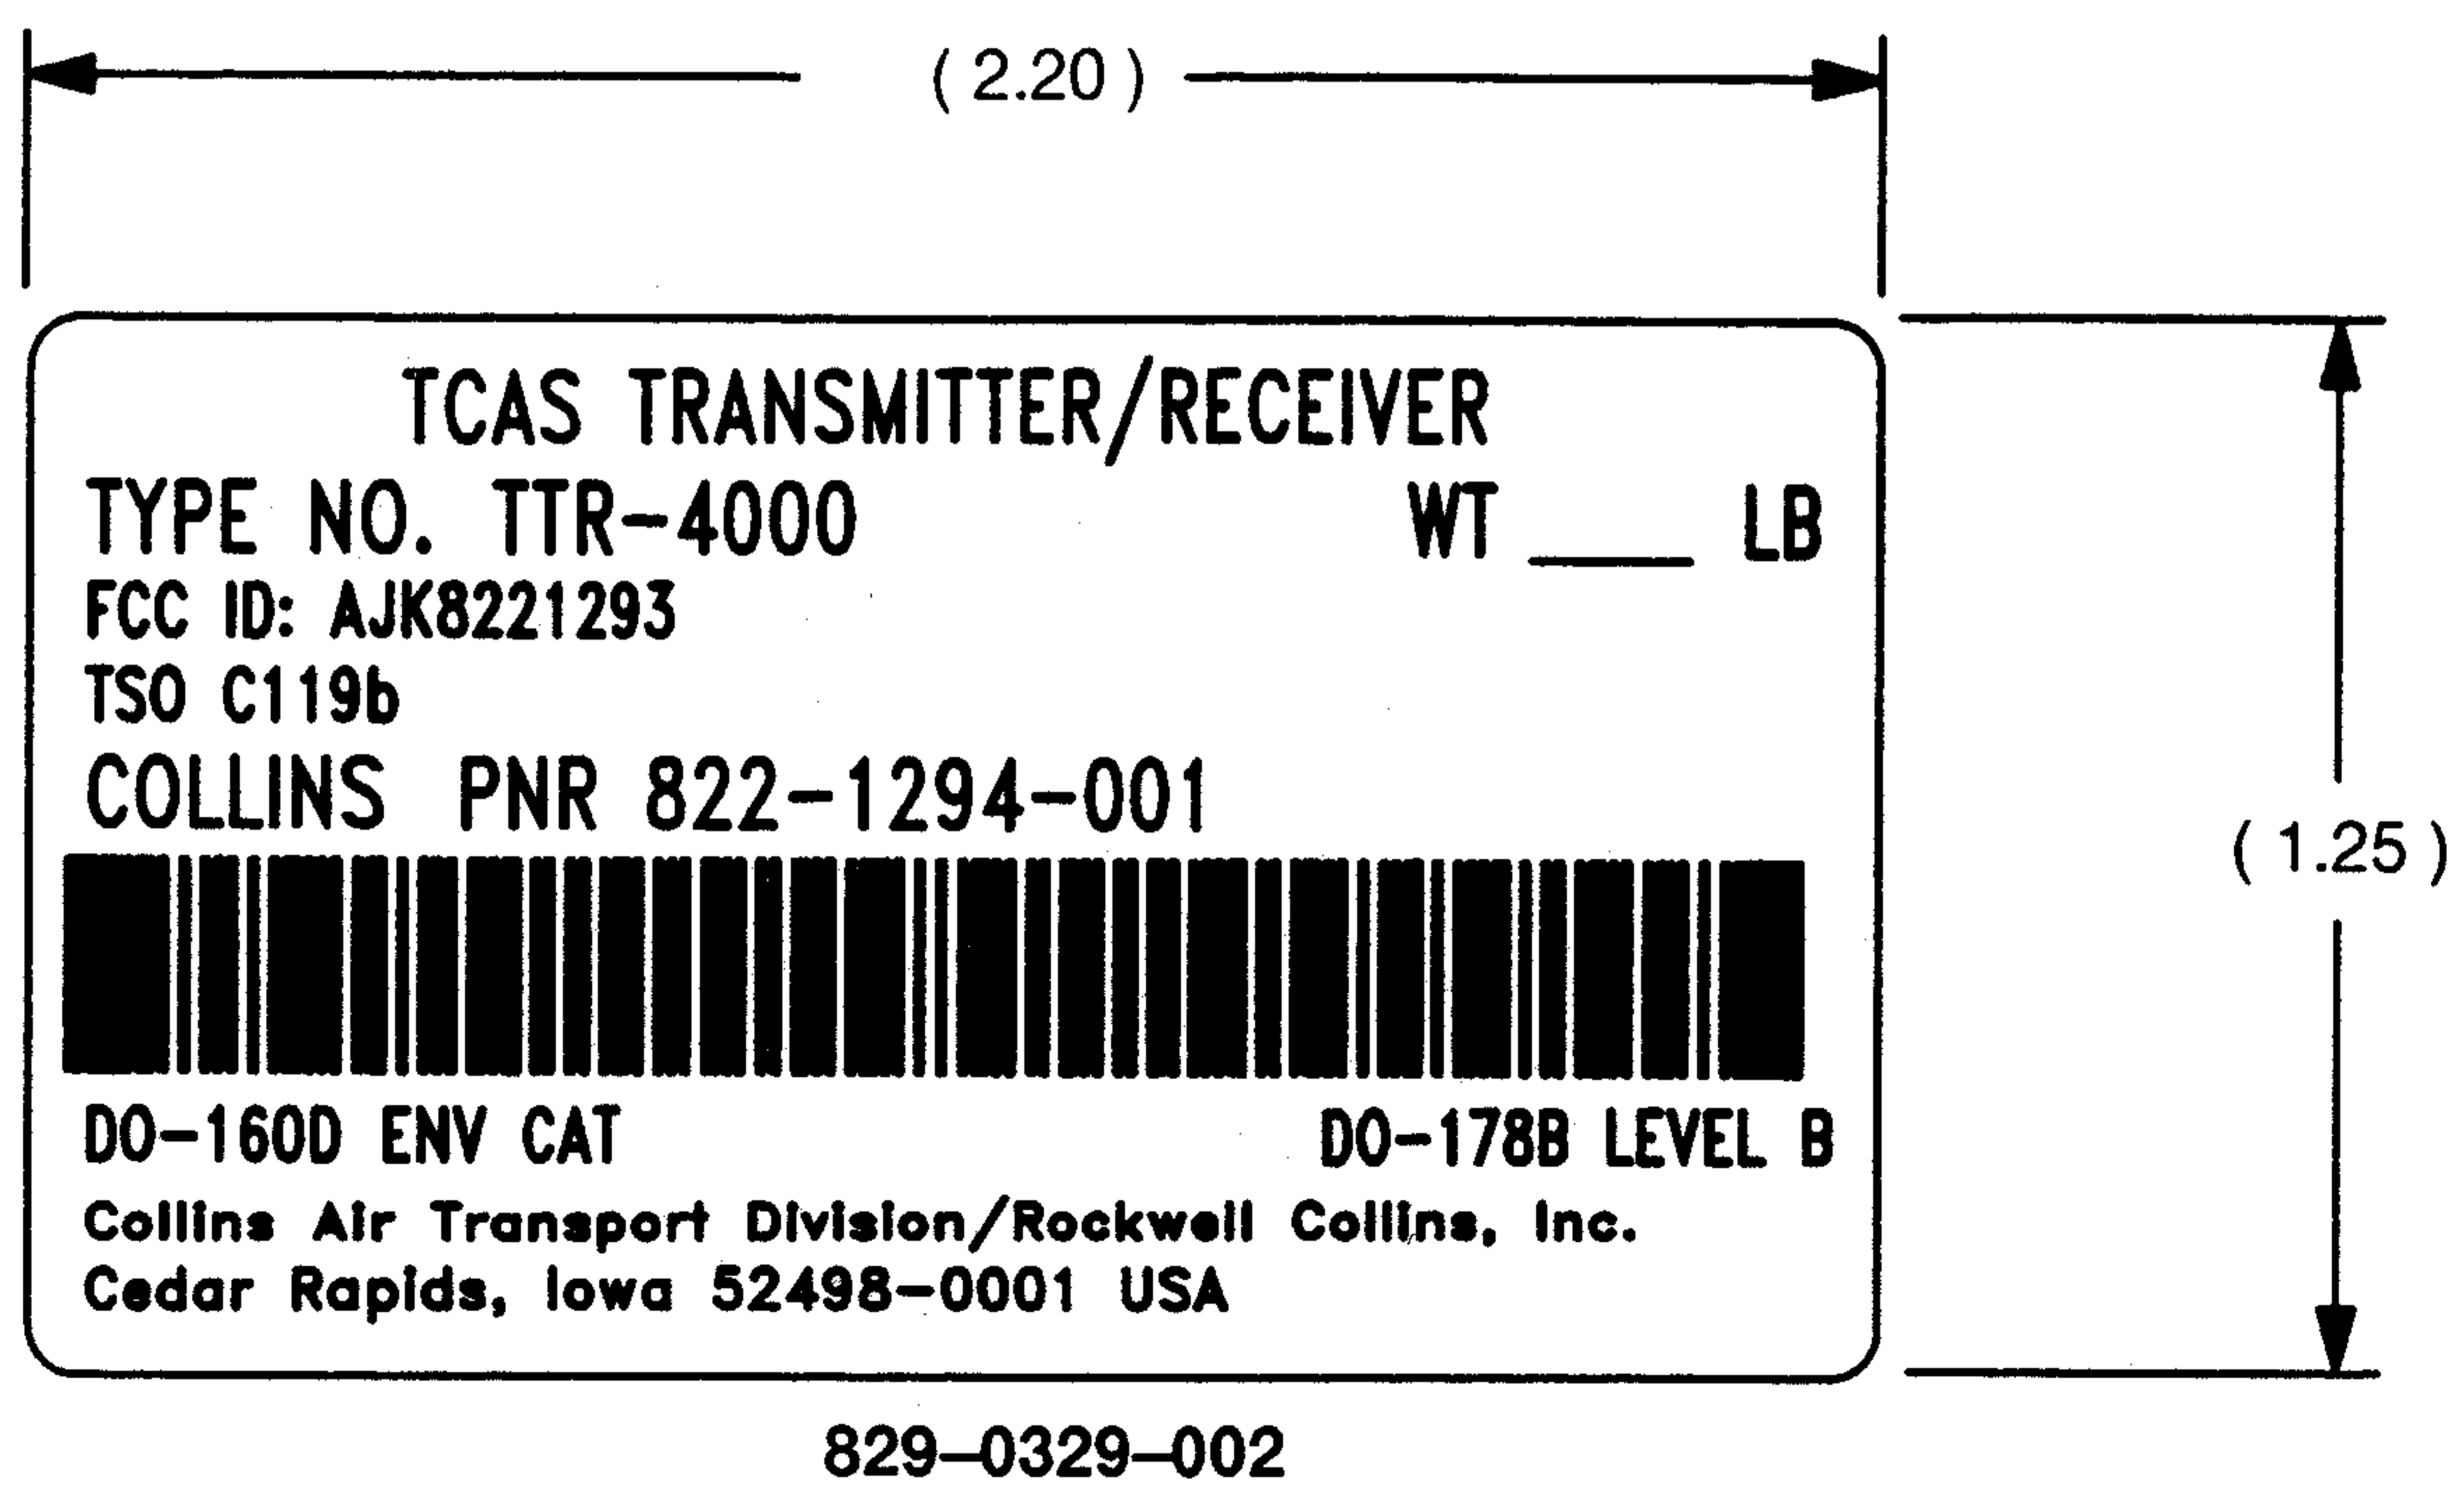 ( 2.20 )
TCAS TRANSMITTER/RECEIVER
TYPE NO. TTR-4000 WT ____ LB
FCC ID: AJK8221293
TSO C119b
COLLINS PNR 822-1294-001
( 1.25 )
DO-160D ENV CAT DO-178B LEVEL B
Collins Air Transport Division/Rockwell Collins, Inc.
Cedar Rapids, Iowa 52498-0001 USA
829-0329-002